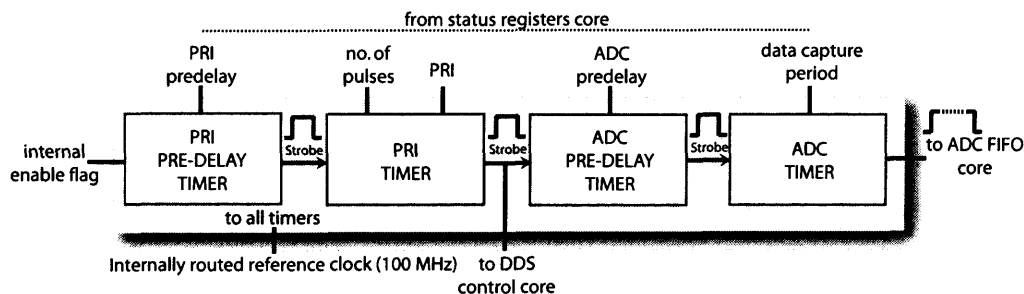 from status registers core
PRI
predelay
no. of
pulses
PRI
ADC
predelay
data capture
period
internal
enable flag
PRI
PRE-DELAY
TIMER
Strobe
PRI
TIMER
Strobe
ADC
PRE-DELAY
TIMER
Strobe
ADC
TIMER
to ADC FIFO
core
to all timers
Internally routed reference clock (100 MHz)
to DDS
control core